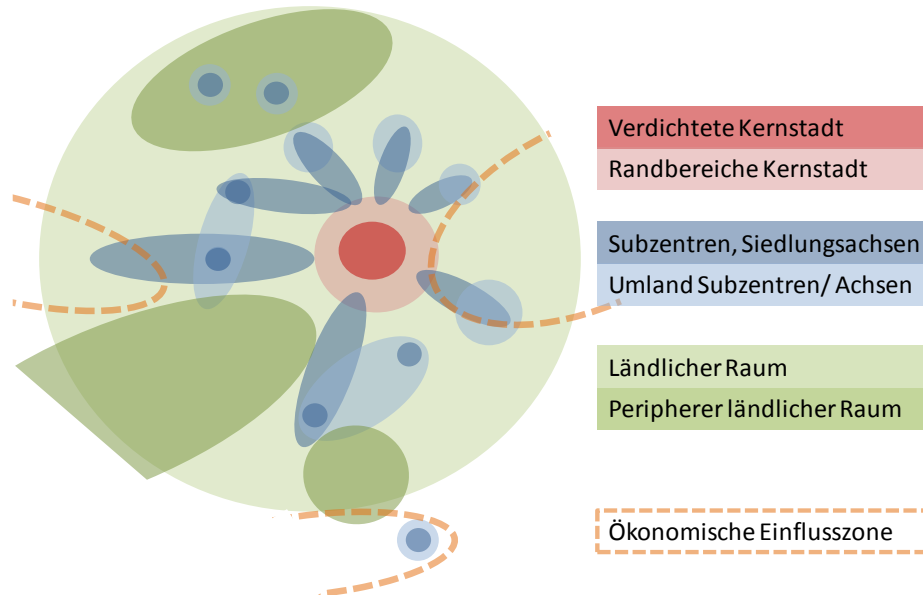 Verdichtete Kernstadt
Randbereiche Kernstadt
Subzentren, Siedlungsachsen
Umland Subzentren/ Achsen
Ländlicher Raum
Peripherer ländlicher Raum
Ökonomische Einflusszone